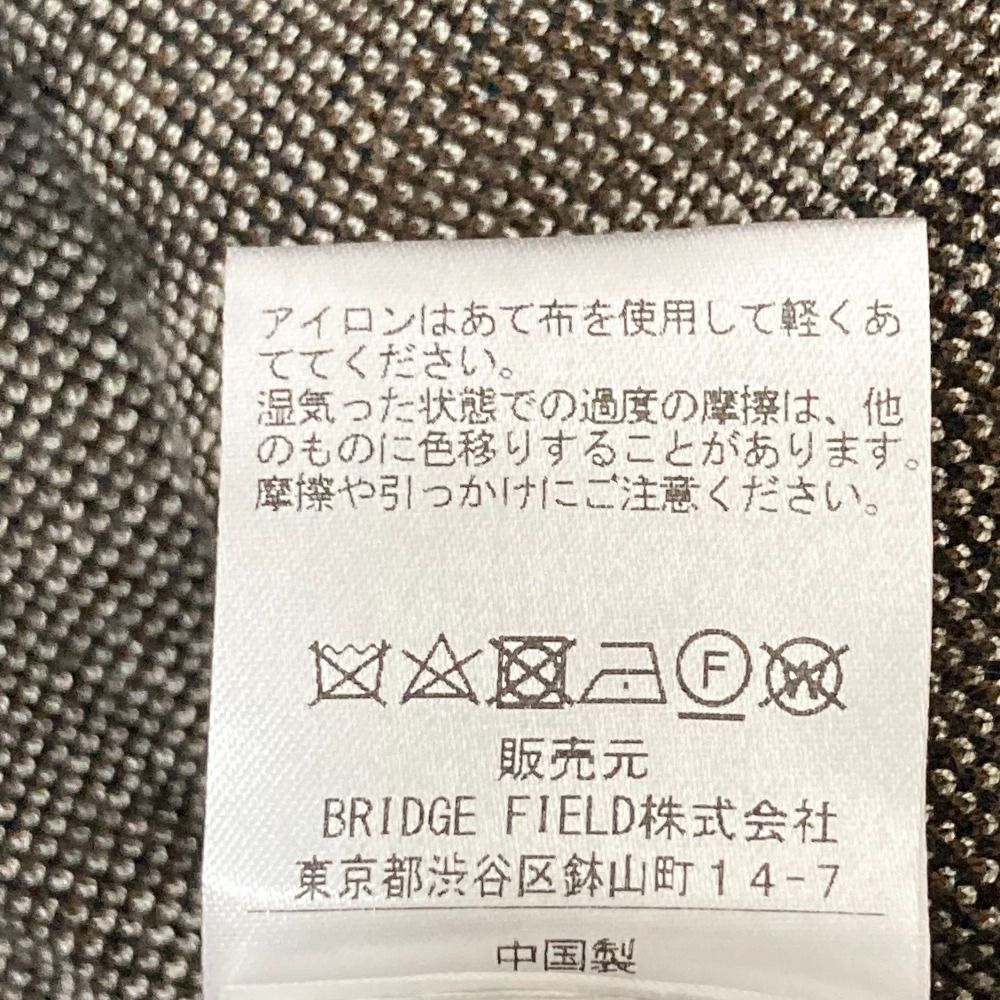 アイロンはあて布を使用して軽くあ
ててください。
湿気った状態での過度の摩擦は、他
のものに色移りすることがあります。
摩擦や引っかけにご注意ください。
F W
販売元
BRIDGE FIELD株式会社
東京都渋谷区鉢山町14-7
中国製